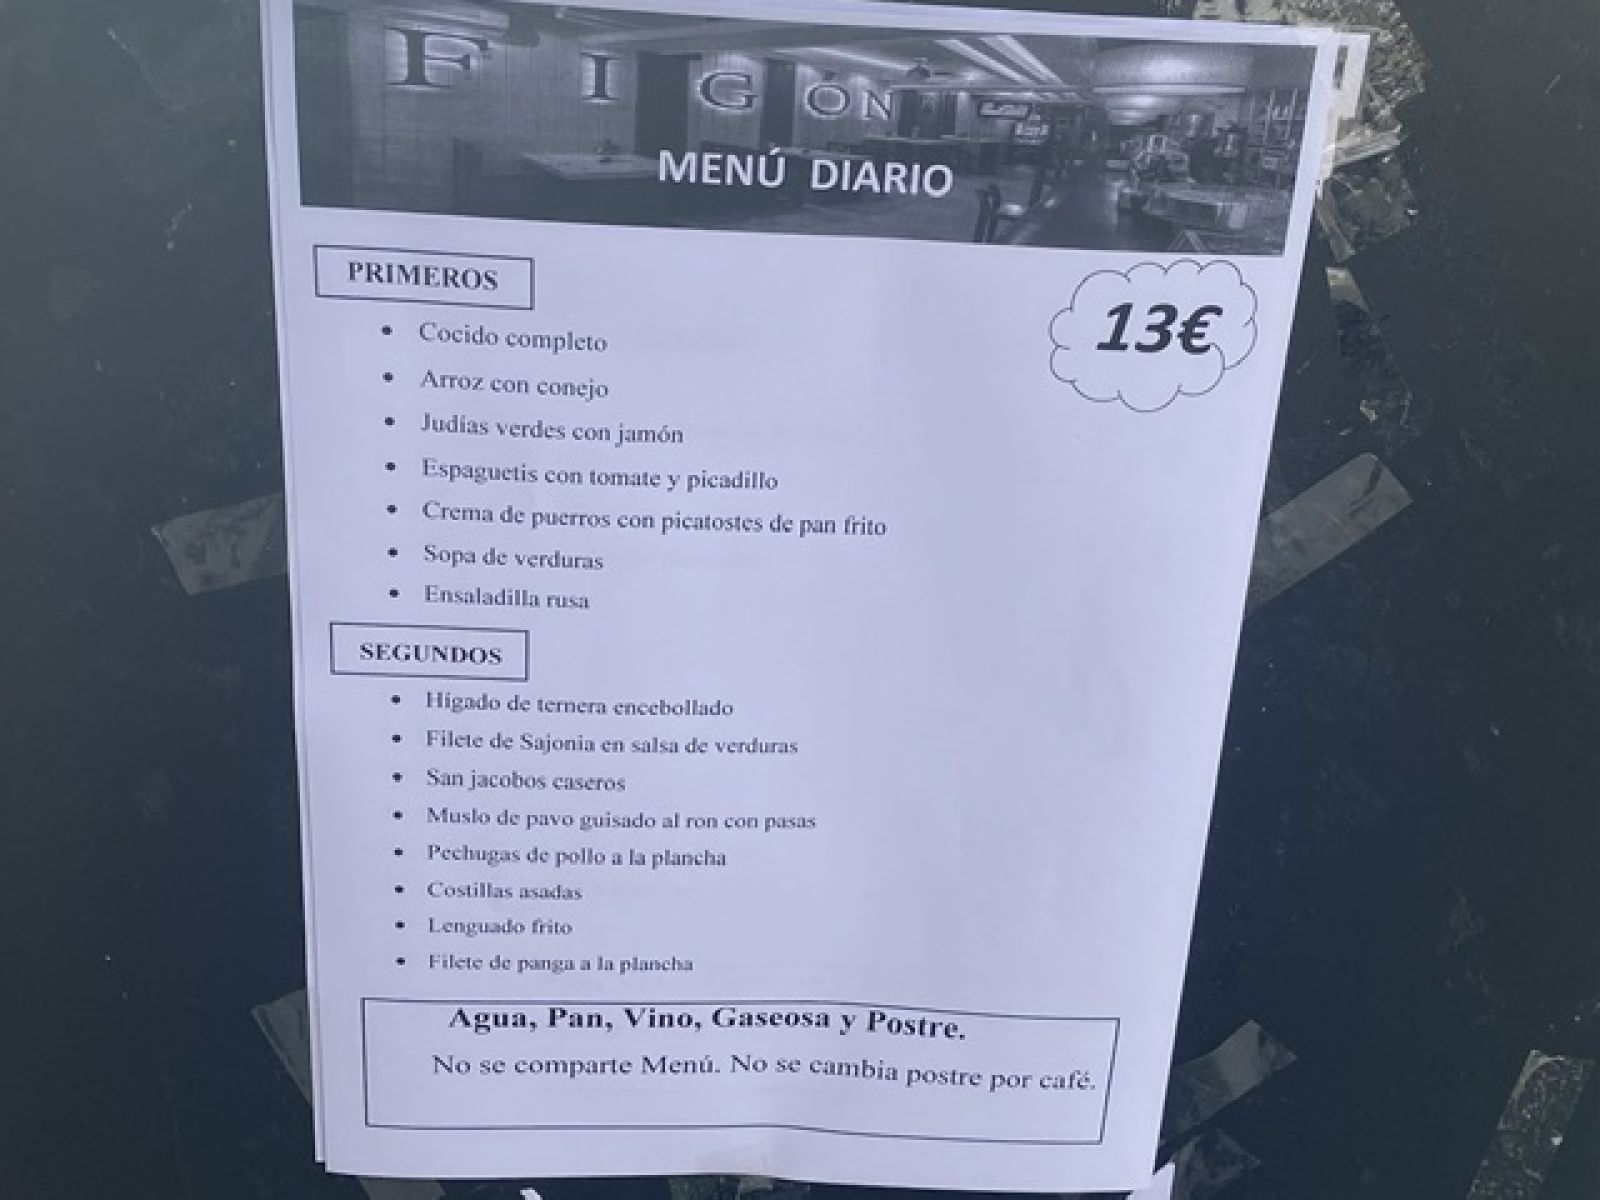 FIGÓN
MENÚ DIARIO
PRIMEROS
13€
• Cocido completo
• Arroz con conejo
• Judías verdes con jamón
• Espaguetis con tomate y picadillo
• Crema de puerros con picatostes de pan frito
• Sopa de verduras
• Ensaladilla rusa
SEGUNDOS
• Hígado de ternera encebollado
• Filete de Sajonia en salsa de verduras
• San jacobos caseros
• Muslo de pavo guisado al ron con pasas
• Pechugas de pollo a la plancha
• Costillas asadas
• Lenguado frito
• Filete de panga a la plancha
Agua, Pan, Vino, Gaseosa y Postre.
No se comparte Menú. No se cambia postre por café.